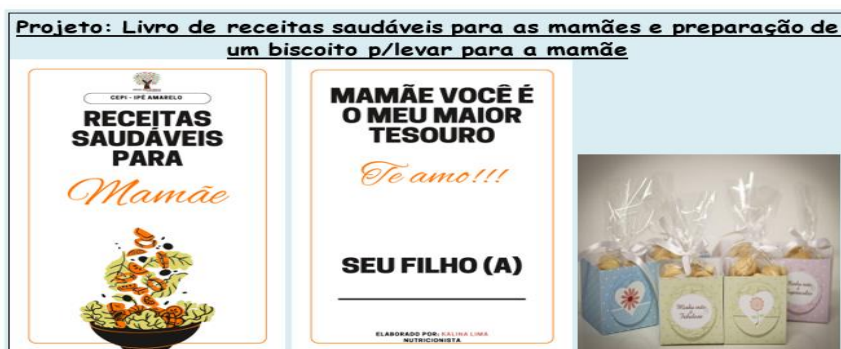 Projeto: Livro de receitas saudáveis para as mamães e preparação de
um biscoito p/levar para a mamãe
CEPI - IPÊ AMARELO
RECEITAS
SAUDÁVEIS
PARA
Mamãe
MAMÃE VOCÊ É
O MEU MAIOR
TESOURO
Te amo!!!
SEU FILHO (A)
ELABORADO POR: KALINA LIMA
NUTRICIONISTA